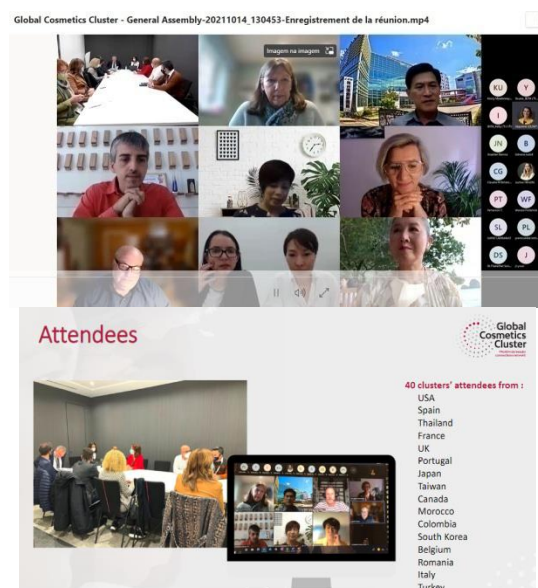 Global Cosmetics Cluster - General Assembly-20211014_130453-Enregistrement de la réunion.mp4
Imagem na imagem
KU
Y
I
JN
B
CG
PT
WF
SL
PL
DS
J
Attendees
Global
Cosmetics
Cluster
40 clusters' attendees from :
USA
Spain
Thailand
France
UK
Portugal
Japan
Taiwan
Canada
Morocco
Colombia
South Korea
Belgium
Romania
Italy
Turkey